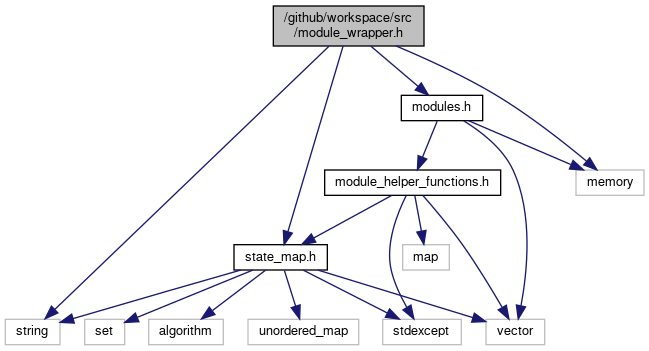 /github/workspace/src
/module_wrapper.h
modules.h
memory
module_helper_functions.h
state_map.h
map
string
set
algorithm
unordered_map
stdexcept
vector